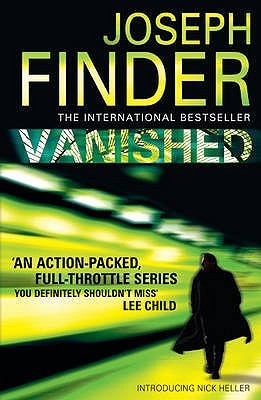 JOSEPH
FINDER
THE INTERNATIONAL BESTSELLER
VANISHED
'AN ACTION-PACKED,
FULL-THROTTLE SERIES
YOU DEFINITELY SHOULDN'T MISS'
LEE CHILD
INTRODUCING NICK HELLER